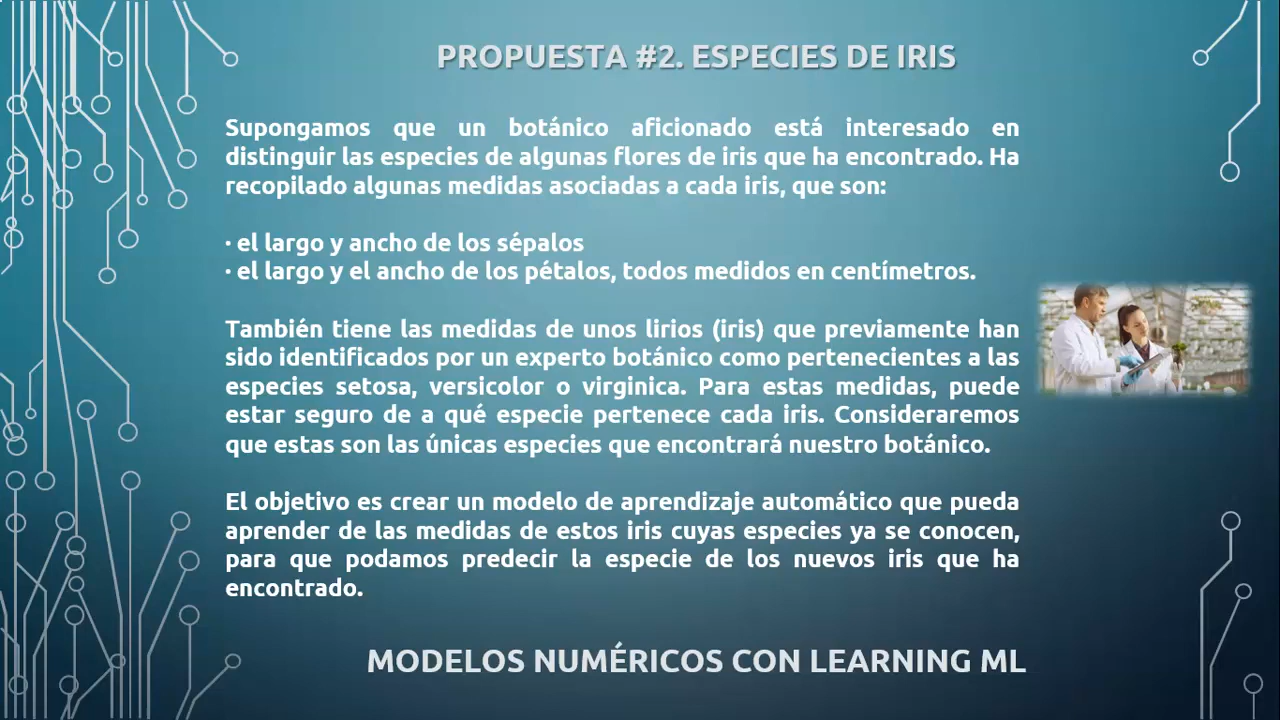 PROPUESTA #2. ESPECIES DE IRIS
Supongamos que un botánico aficionado está interesado en
distinguir las especies de algunas flores de iris que ha encontrado. Ha
recopilado algunas medidas asociadas a cada iris, que son:
· el largo y ancho de los sépalos
· el largo y el ancho de los pétalos, todos medidos en centímetros.
También tiene las medidas de unos lirios (iris) que previamente han
sido identificados por un experto botánico como pertenecientes a las
especies setosa, versicolor o virginica. Para estas medidas, puede
estar seguro de a qué especie pertenece cada iris. Consideraremos
que estas son las únicas especies que encontrará nuestro botánico.
El objetivo es crear un modelo de aprendizaje automático que pueda
aprender de las medidas de estos iris cuyas especies ya se conocen,
para que podamos predecir la especie de los nuevos iris que ha
encontrado.
MODELOS NUMÉRICOS CON LEARNING ML